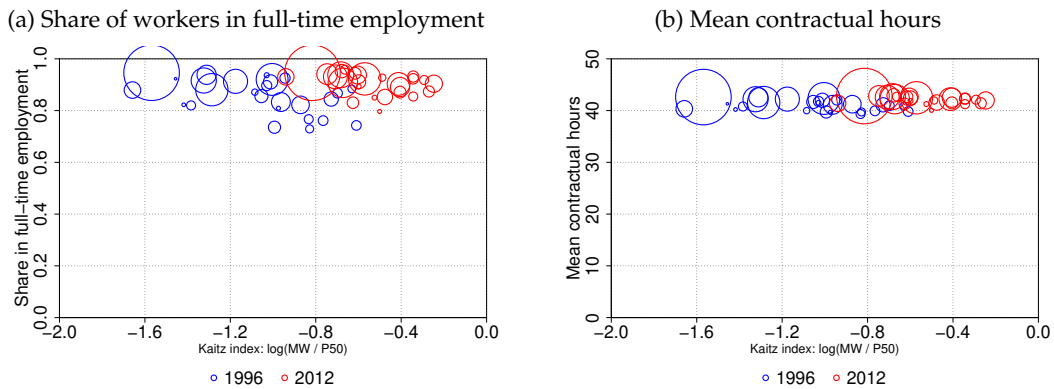 (a) Share of workers in full-time employment
Share in full-time employment
1.0
0.8
0.6
0.4
0.2
0.0
−2.0 −1.6 −1.2 −0.8 −0.4 0.0
Kaitz index: log(MW / P50)
1996 2012
(b) Mean contractual hours
Mean contractual hours
50
40
30
20
10
0
−2.0 −1.6 −1.2 −0.8 −0.4 0.0
Kaitz index: log(MW / P50)
1996 2012